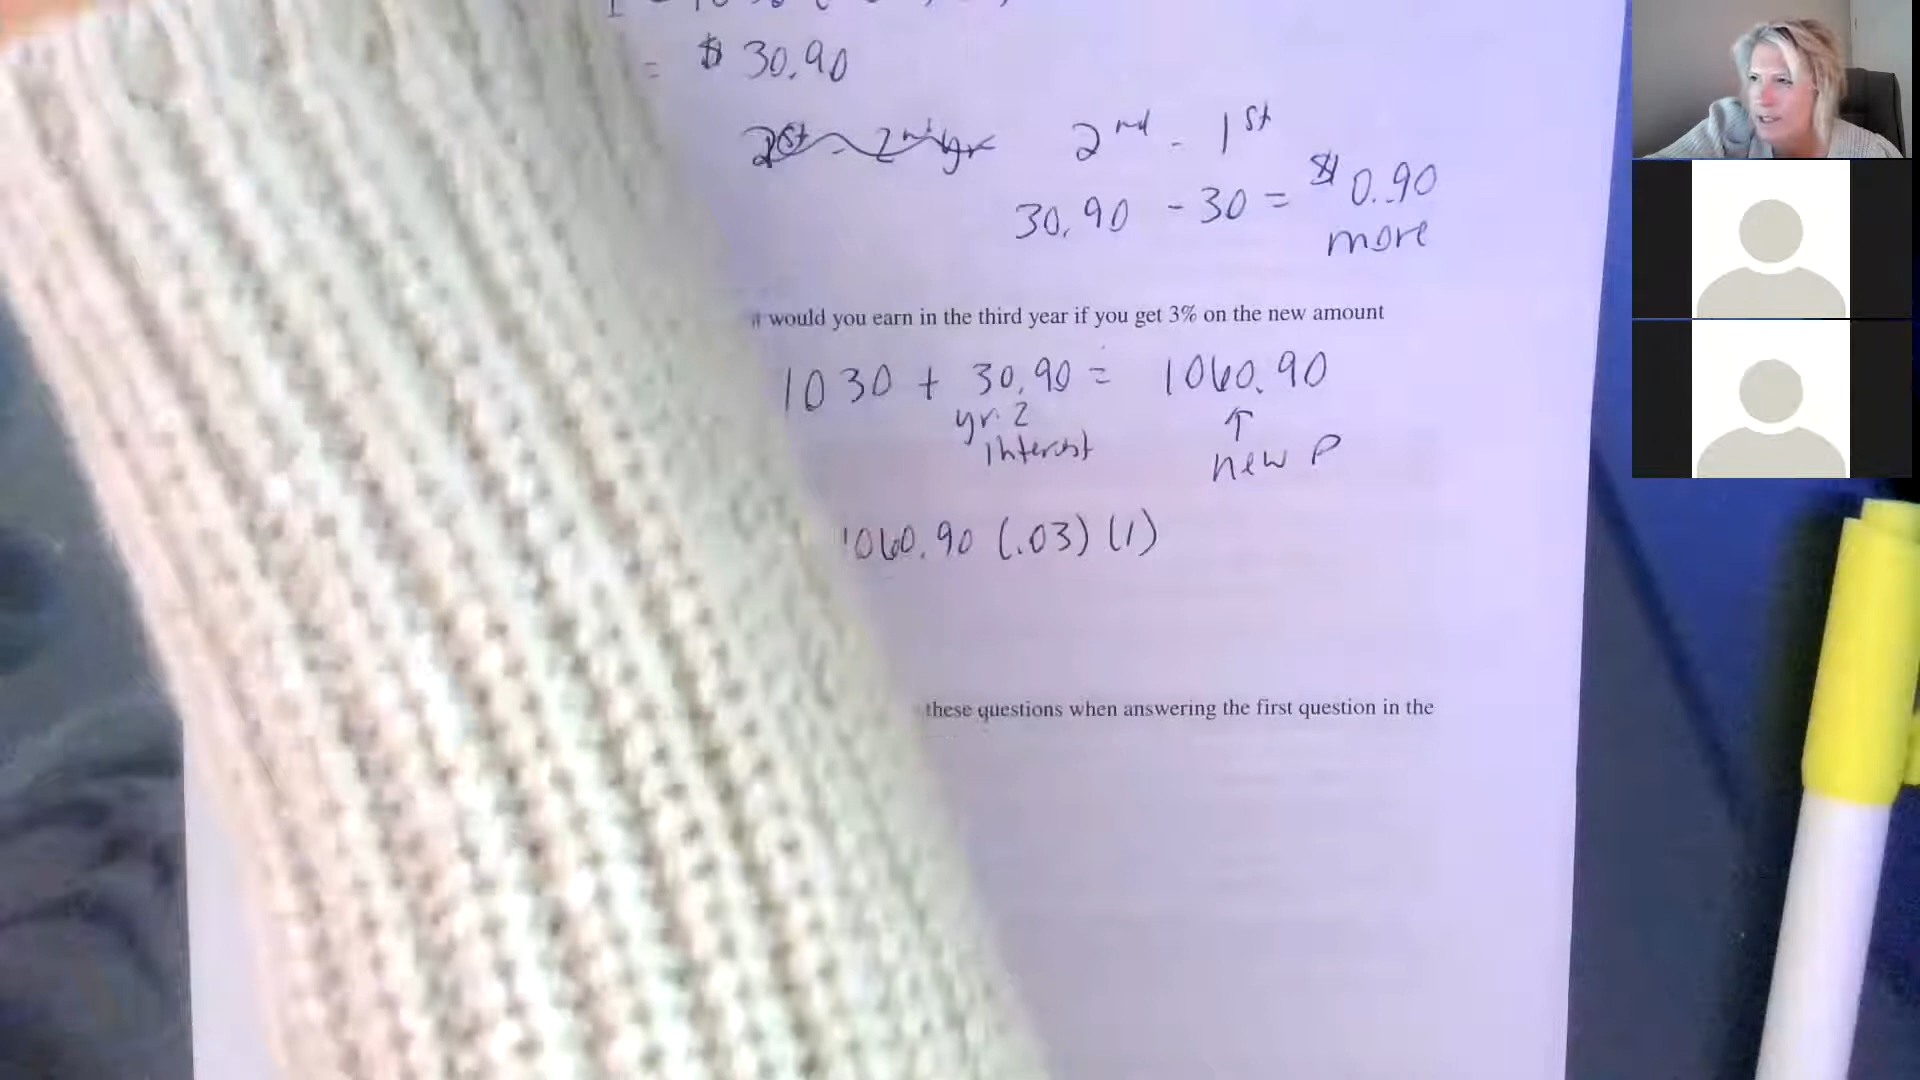 = $ 30.90
2nd - 1st
30.90 - 30 = $0.90
more
would you earn in the third year if you get 3% on the new amount
1030 + 30.90 = 1060.90
yr. 2
interest
↑
new P
1060.90 (.03) (1)
these questions when answering the first question in the